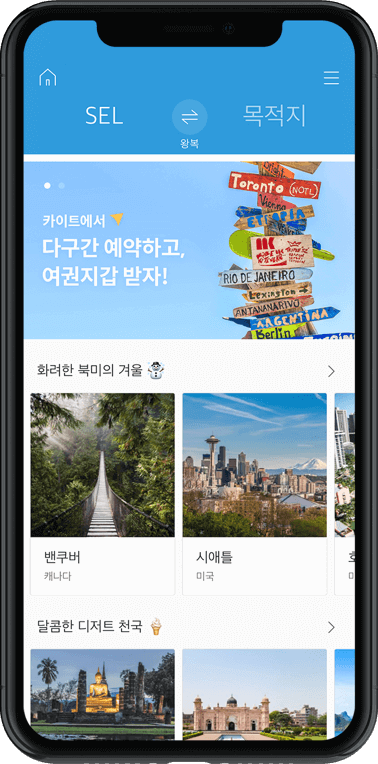 SEL
목적지
왕복
카이트에서
다구간 예약하고,
여권지갑 받자!
Toronto (NOTL)
Vienna
ETIOPIA
RIO DE JANEIRO
Lexington
ANTANANARIVO
ARGENTINA
Burleith
화려한 북미의 겨울
밴쿠버
캐나다
시애틀
미국
달콤한 디저트 천국